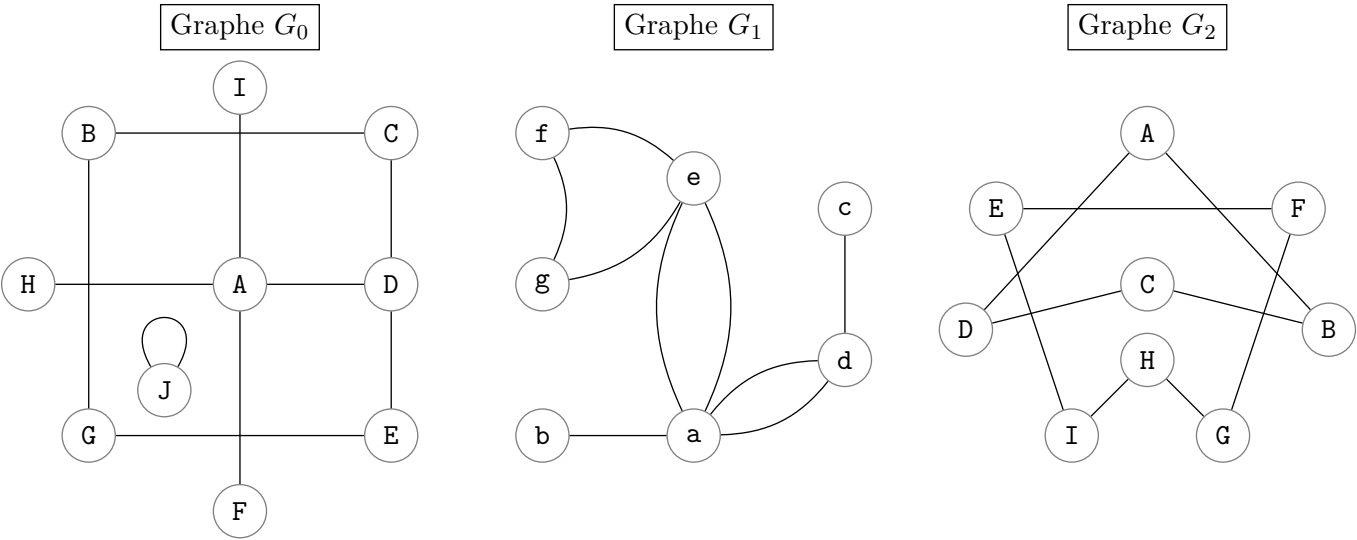 Graphe G₀
Graphe G₁
Graphe G₂
I
B
C
H
A
D
J
G
E
F
f
e
c
g
d
b
a
A
E
F
C
D
B
H
I
G